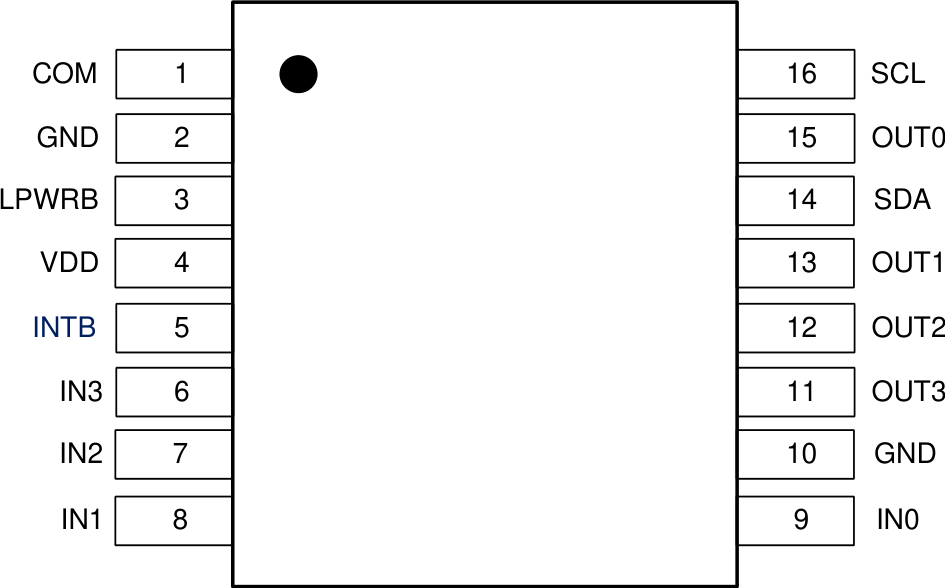 COM 1 16 SCL
GND 2 15 OUT0
LPWRB 3 14 SDA
VDD 4 13 OUT1
INTB 5 12 OUT2
IN3 6 11 OUT3
IN2 7 10 GND
IN1 8 9 IN0